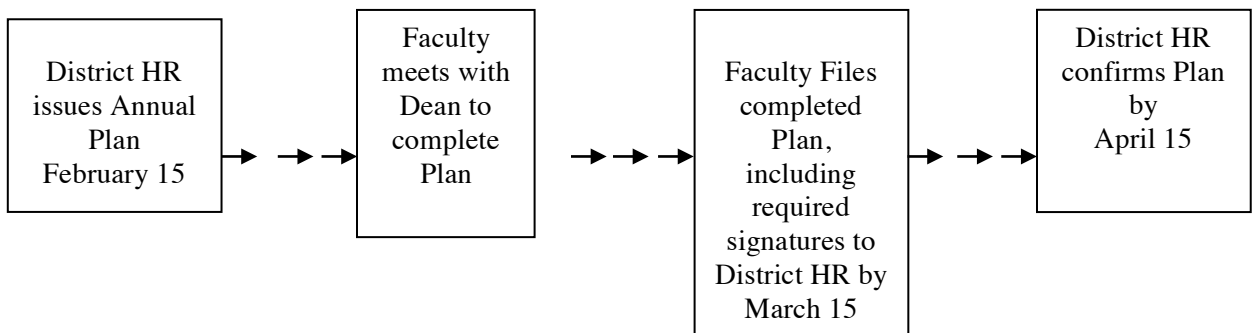 District HR
issues Annual
Plan
February 15
Faculty
meets with
Dean to
complete
Plan
Faculty Files
completed
Plan,
including
required
signatures to
District HR by
March 15
District HR
confirms Plan
by
April 15